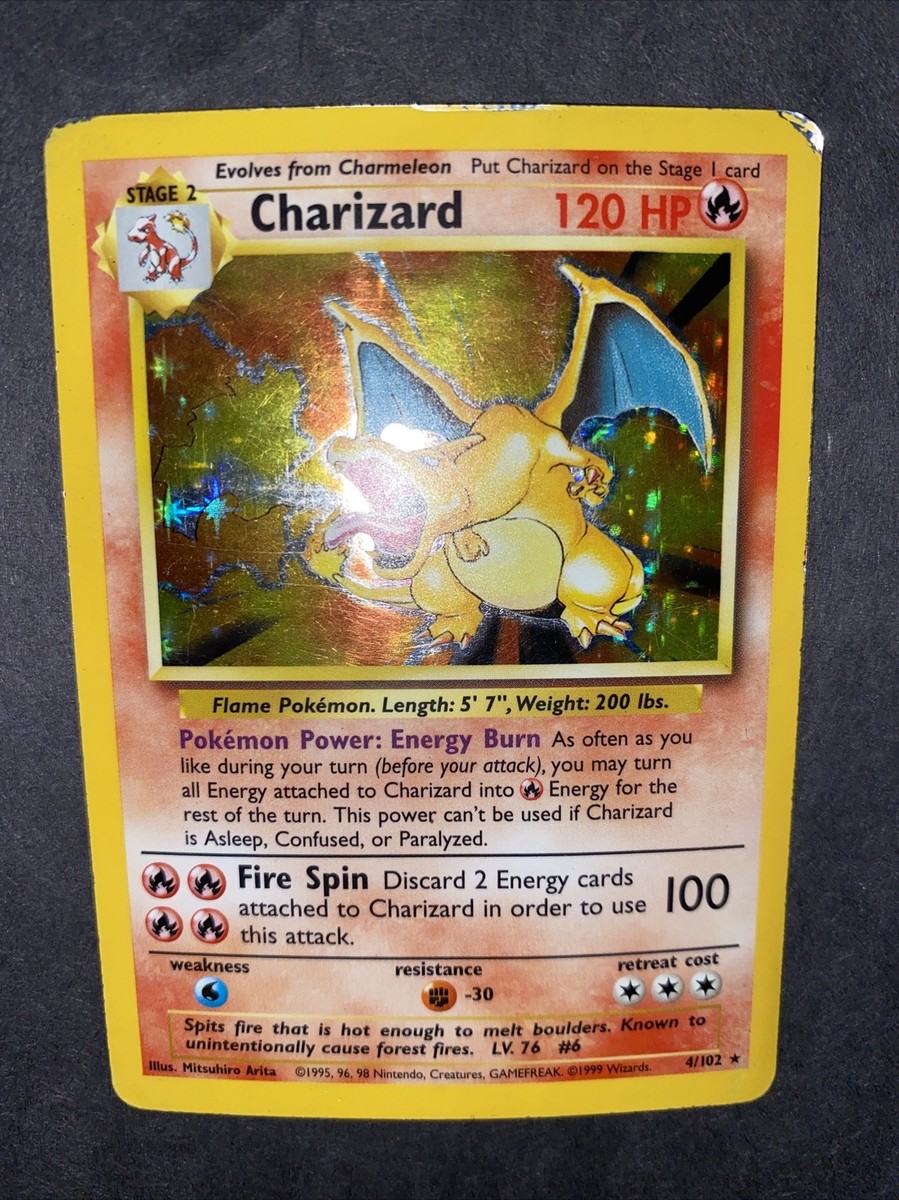 Evolves from Charmeleon Put Charizard on the Stage 1 card
STAGE 2
Charizard 120 HP
Flame Pokémon. Length: 5' 7", Weight: 200 lbs.
Pokémon Power: Energy Burn As often as you
like during your turn (before your attack), you may turn
all Energy attached to Charizard into Energy for the
rest of the turn. This power can't be used if Charizard
is Asleep, Confused, or Paralyzed.
Fire Spin Discard 2 Energy cards
attached to Charizard in order to use
this attack.
100
weakness resistance retreat cost
-30
Spits fire that is hot enough to melt boulders. Known to
unintentionally cause forest fires. LV. 76 #6
Illus. Mitsuhiro Arita ©1995, 96, 98 Nintendo, Creatures, GAMEFREAK. ©1999 Wizards. 4/102 ★